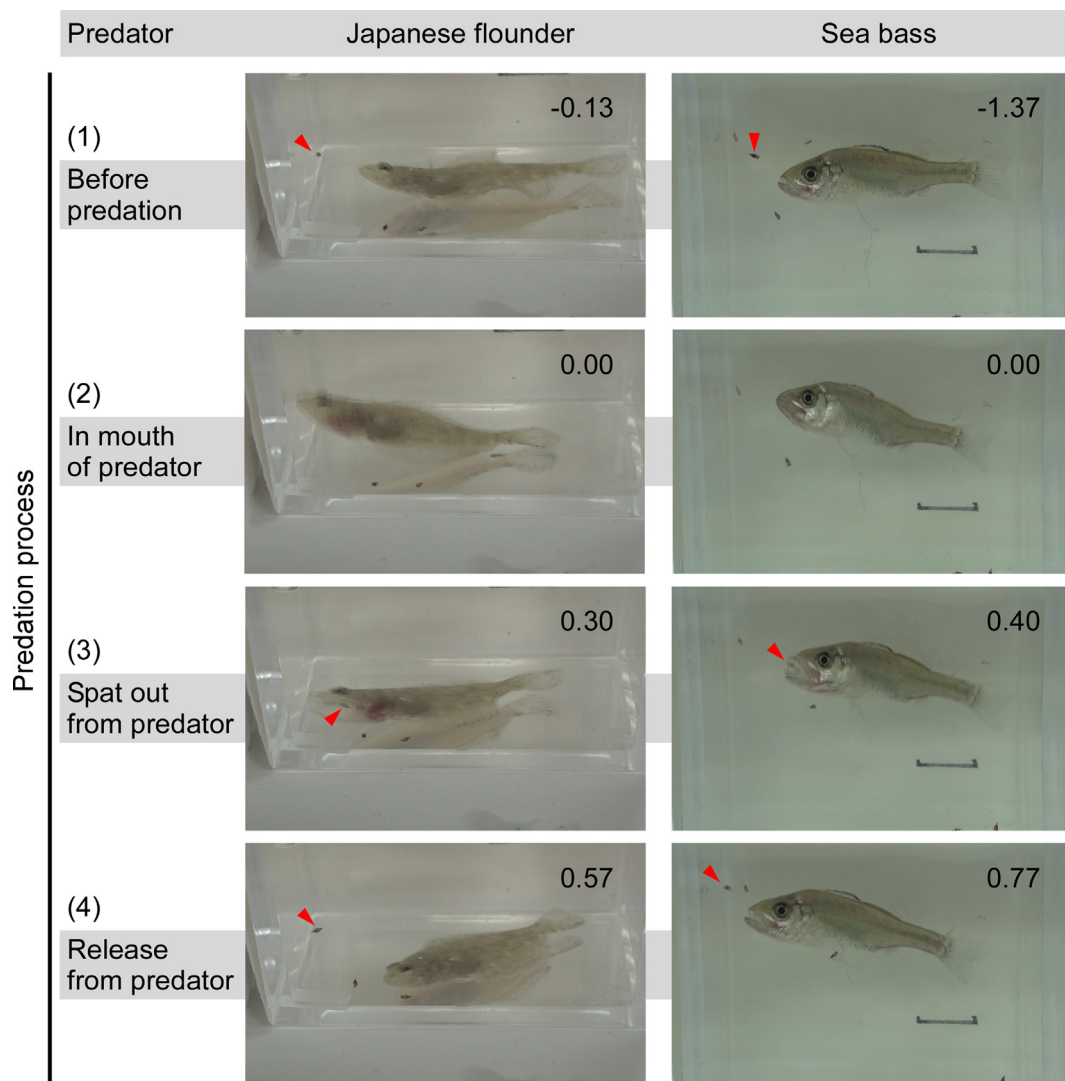 Predator Japanese flounder Sea bass
Predation process
(1)
Before
predation
-0.13
-1.37
(2)
In mouth
of predator
0.00
0.00
(3)
Spat out
from predator
0.30
0.40
(4)
Release
from predator
0.57
0.77